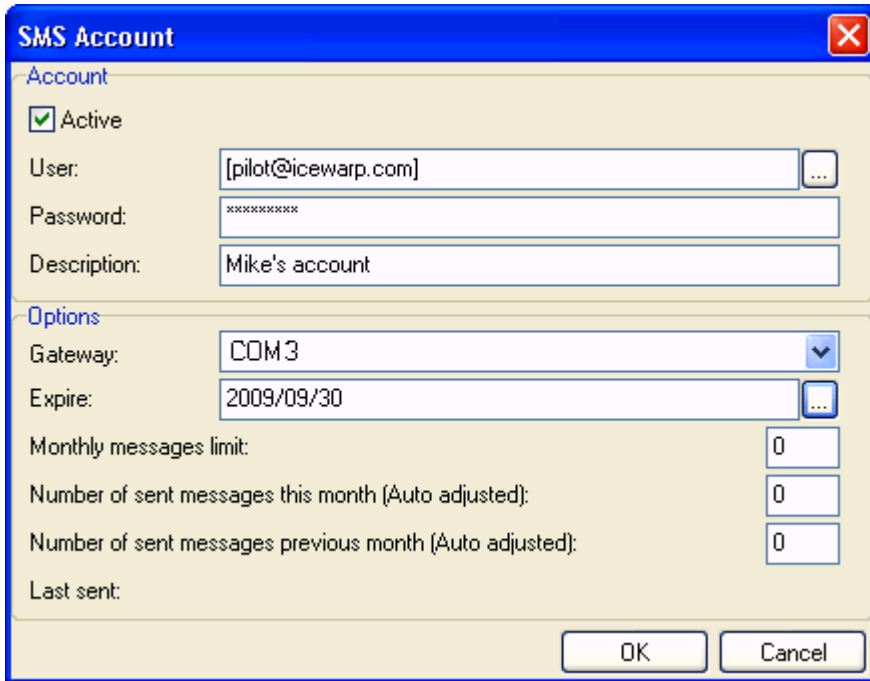 SMS Account
Account
Active
User: [pilot@icewarp.com] ...
Password: *********
Description: Mike's account
Options
Gateway: COM3
Expire: 2009/09/30 ...
Monthly messages limit: 0
Number of sent messages this month (Auto adjusted): 0
Number of sent messages previous month (Auto adjusted): 0
Last sent:
OK Cancel